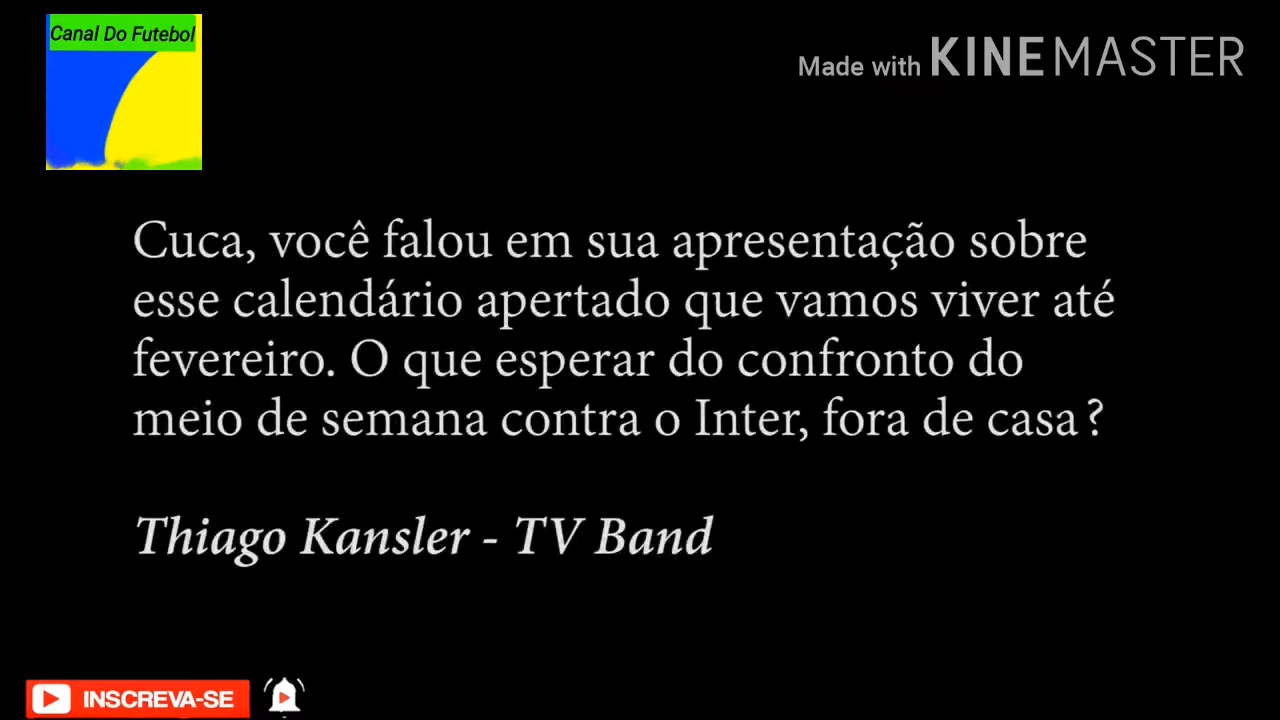 Canal Do Futebol
Made with KINEMASTER
Cuca, você falou em sua apresentação sobre
esse calendário apertado que vamos viver até
fevereiro. O que esperar do confronto do
meio de semana contra o Inter, fora de casa?
Thiago Kansler - TV Band
INSCREVA-SE